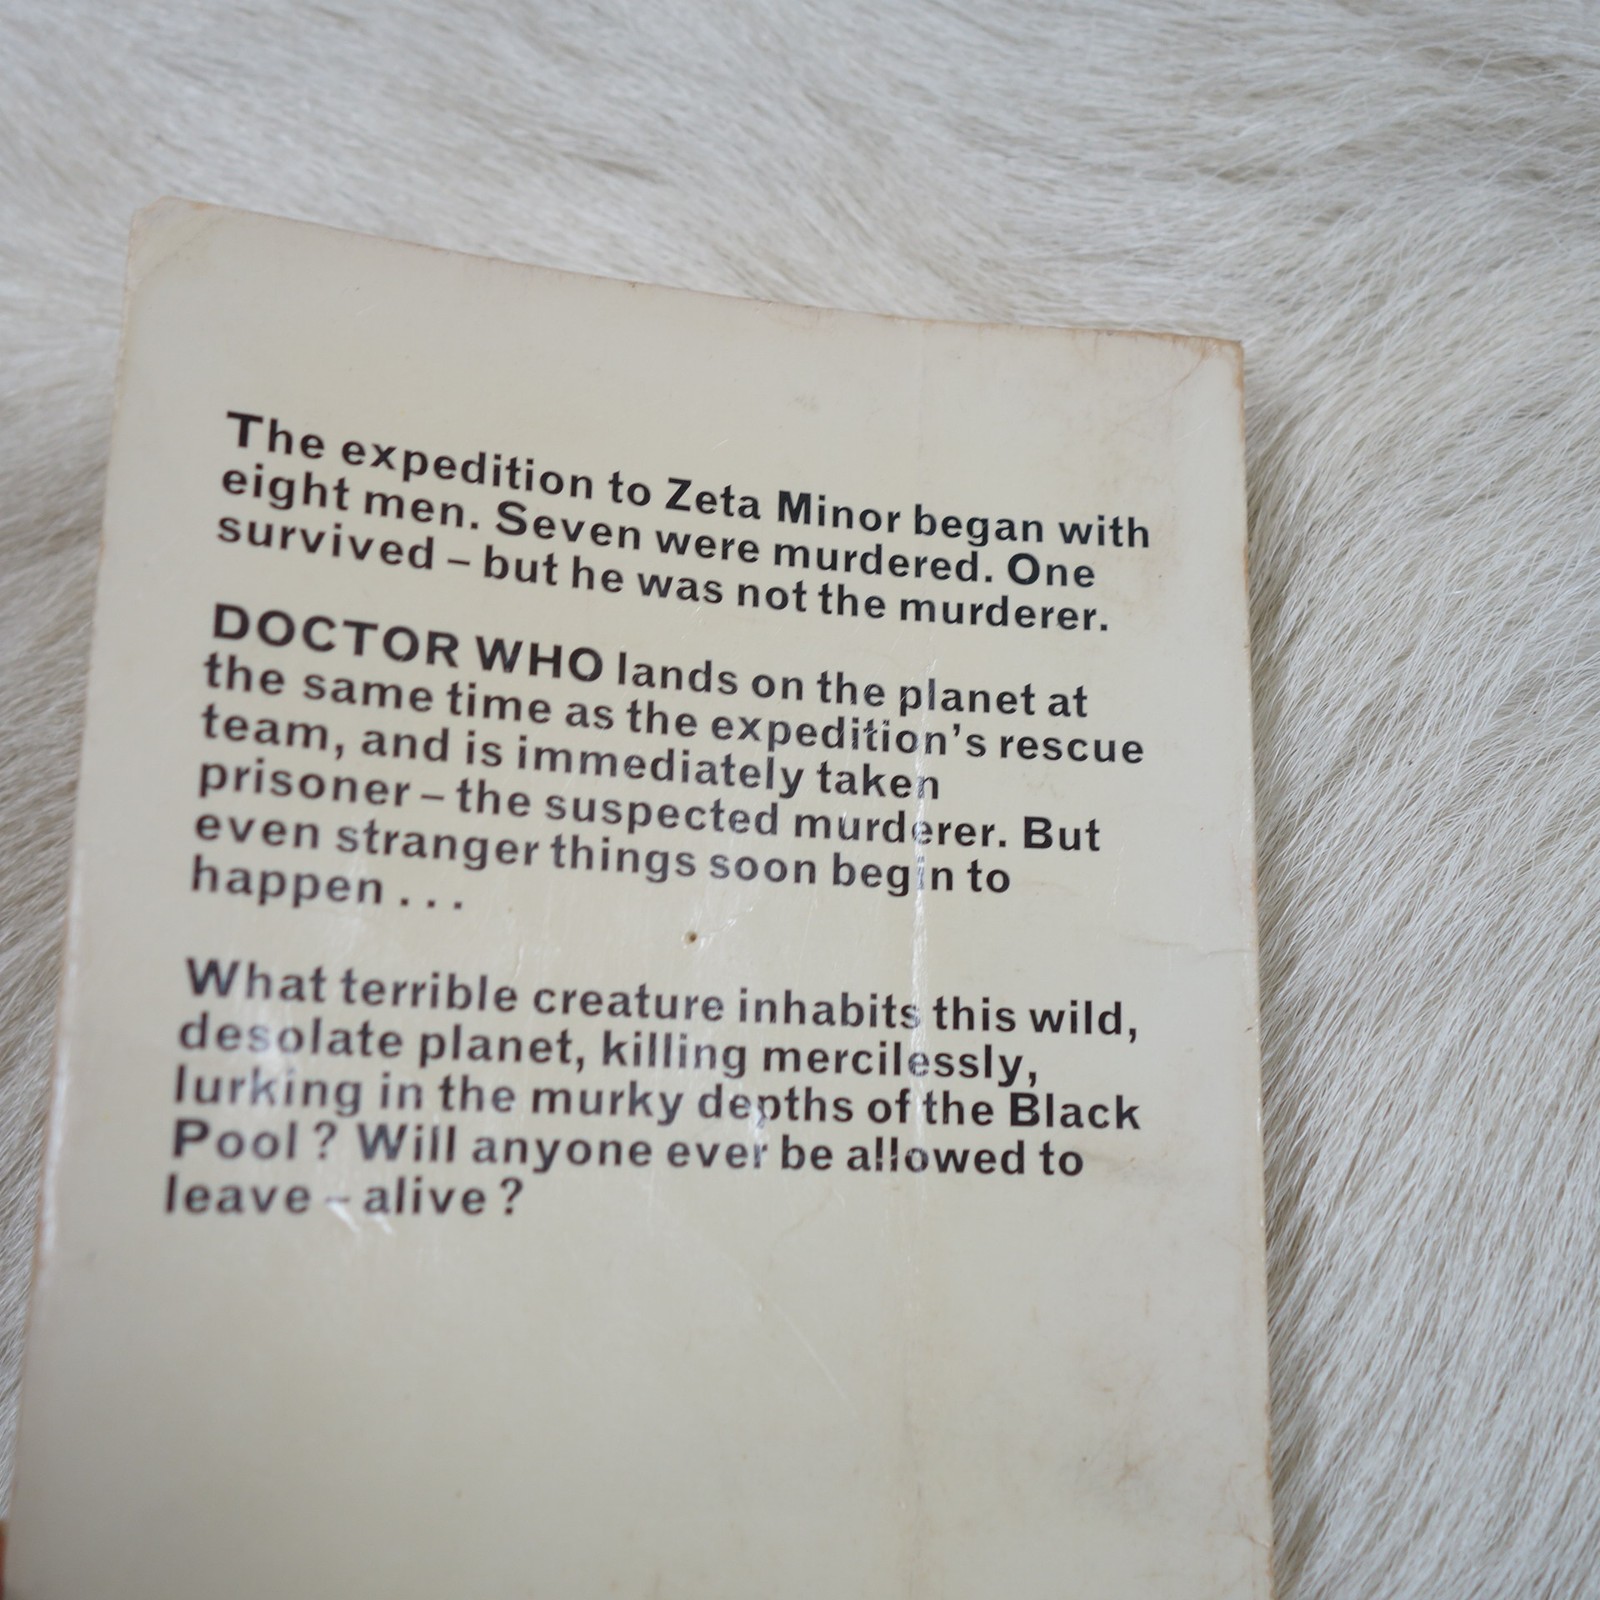 The expedition to Zeta Minor began with
eight men. Seven were murdered. One
survived – but he was not the murderer.
DOCTOR WHO lands on the planet at
the same time as the expedition's rescue
team, and is immediately taken
prisoner – the suspected murderer. But
even stranger things soon begin to
happen . . .
What terrible creature inhabits this wild,
desolate planet, killing mercilessly,
lurking in the murky depths of the Black
Pool ? Will anyone ever be allowed to
leave – alive ?